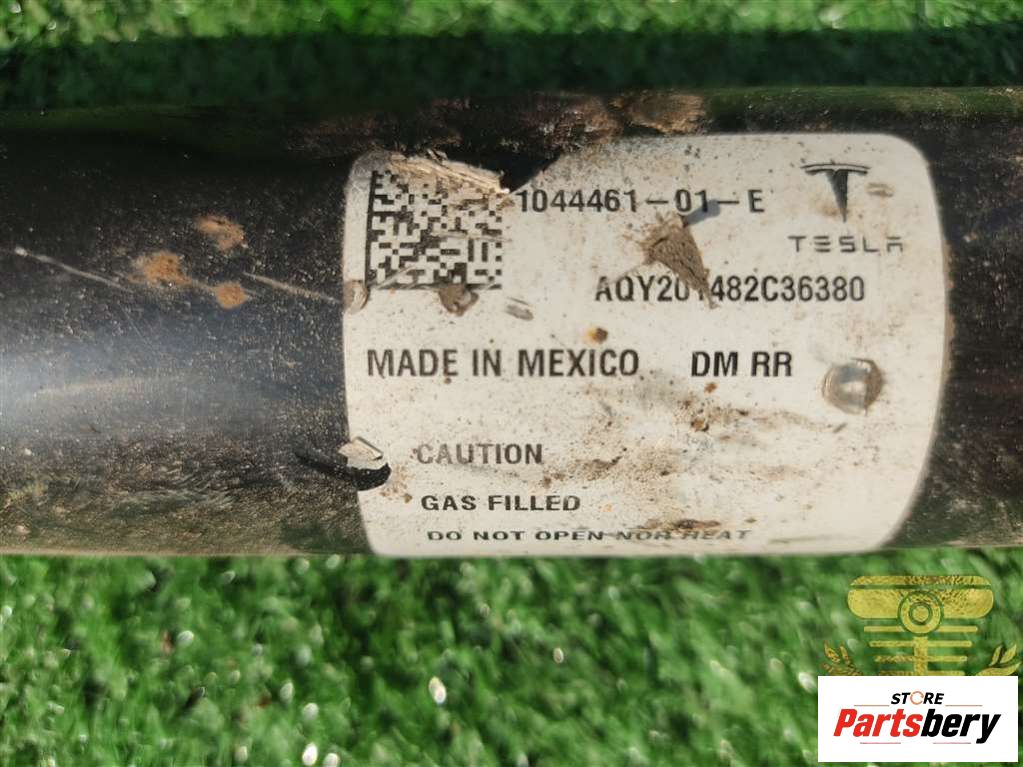 1044461-01-E
TESLA
MADE IN MEXICO DM RR
CAUTION
GAS FILLED
DO NOT OPEN NOR HEAT
STORE
Partsbery